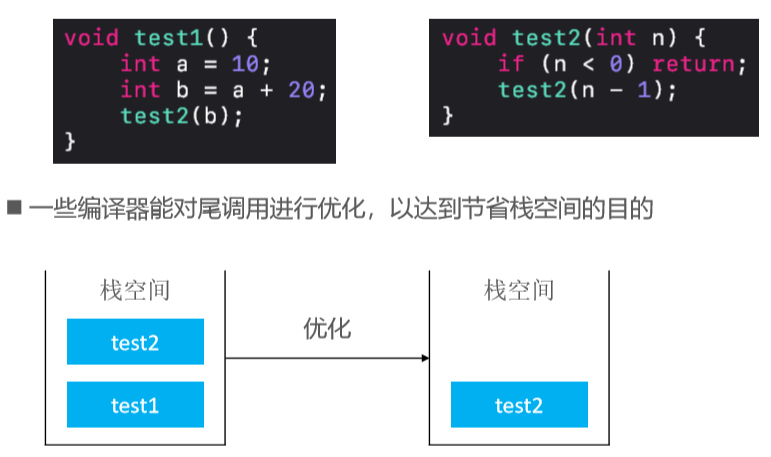 void test1() {
    int a = 10;
    int b = a + 20;
    test2(b);
}
void test2(int n) {
    if (n < 0) return;
    test2(n - 1);
}
■ 一些编译器能对尾调用进行优化，以达到节省栈空间的目的
栈空间
test2
test1
优化
栈空间
test2